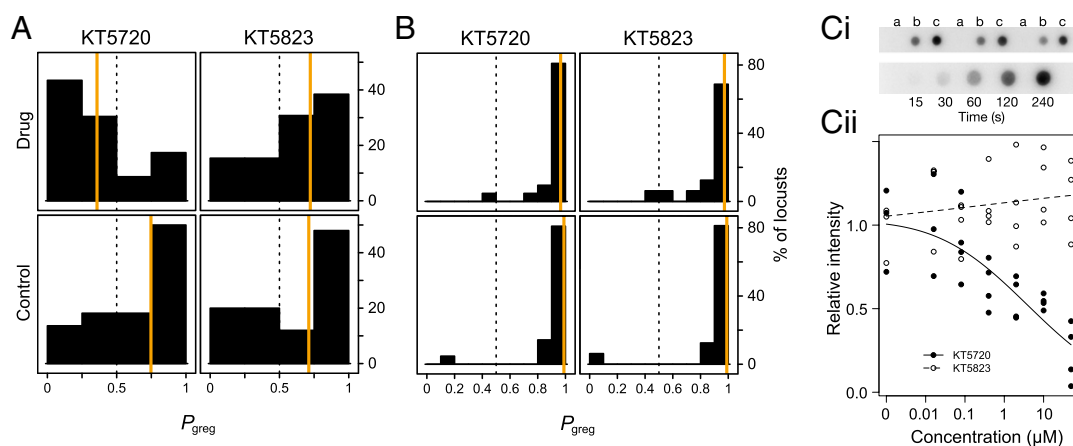 A
KT5720 KT5823
Drug
0 20 40
Control
0 20 40
0 0.5 1 0 0.5 1
Pgreg
B
KT5720 KT5823
0 40 80
% of locusts
0 40 80
0 0.2 0.4 0.6 0.8 1 0 0.2 0.4 0.6 0.8 1
Pgreg
Ci
a b c a b c a b c
15 30 60 120 240
Time (s)
Cii
Relative intensity
0.0 0.5 1.0
KT5720
KT5823
0 0.01 0.1 1 10
Concentration (µM)